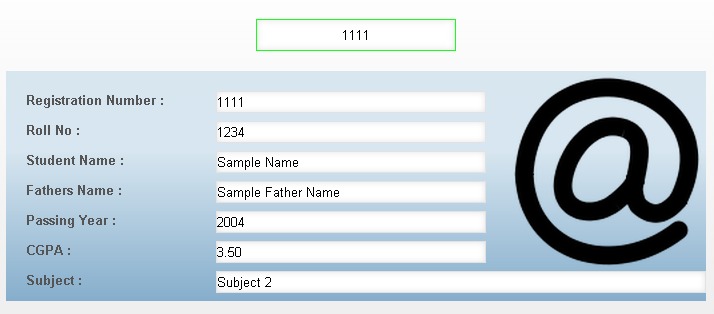 1111
Registration Number : 1111
Roll No : 1234
Student Name : Sample Name
Fathers Name : Sample Father Name
Passing Year : 2004
CGPA : 3.50
Subject : Subject 2
@